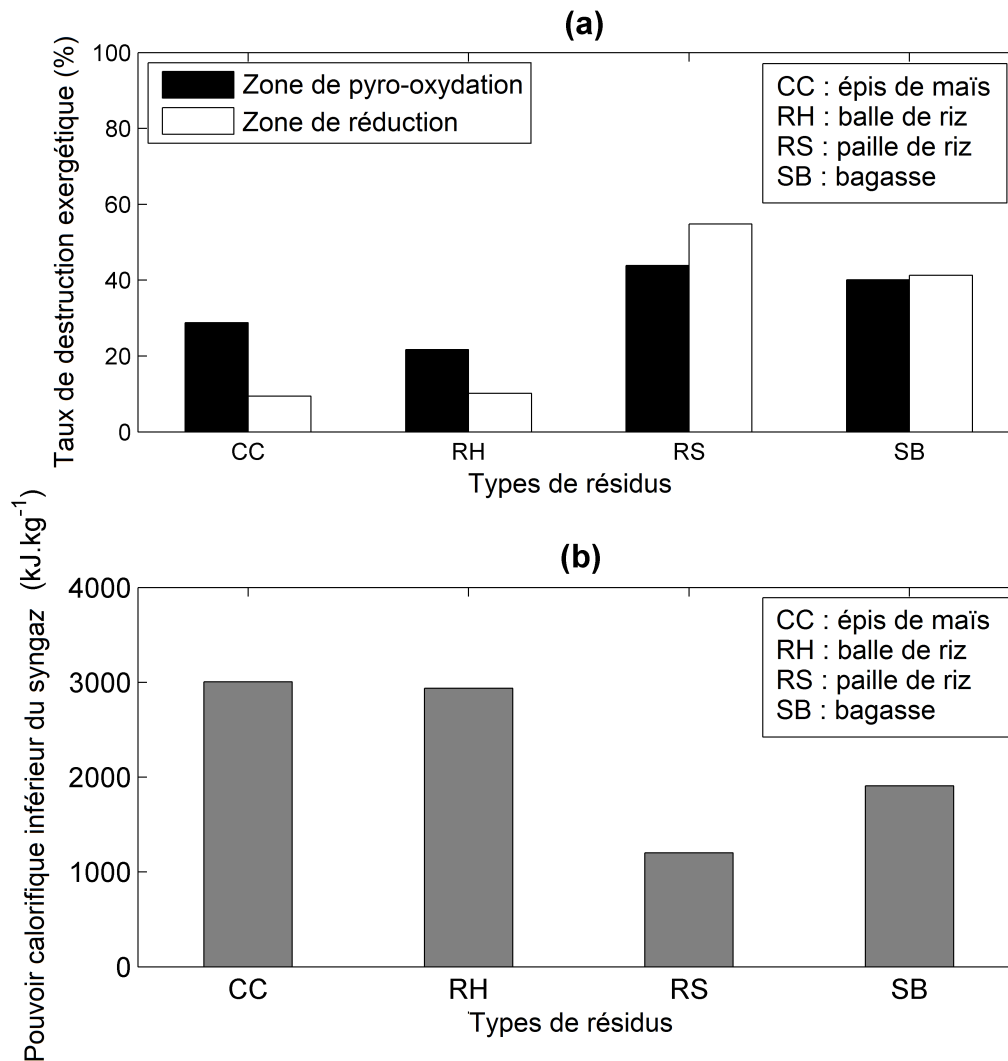 (a)
Taux de destruction exergétique (%)
100
80
60
40
20
0
Zone de pyro-oxydation
Zone de réduction
CC : épis de maïs
RH : balle de riz
RS : paille de riz
SB : bagasse
CC
RH
RS
SB
Types de résidus
(b)
Pouvoir calorifique inférieur du syngaz (kJ.kg-1)
4000
3000
2000
1000
0
CC : épis de maïs
RH : balle de riz
RS : paille de riz
SB : bagasse
CC
RH
RS
SB
Types de résidus